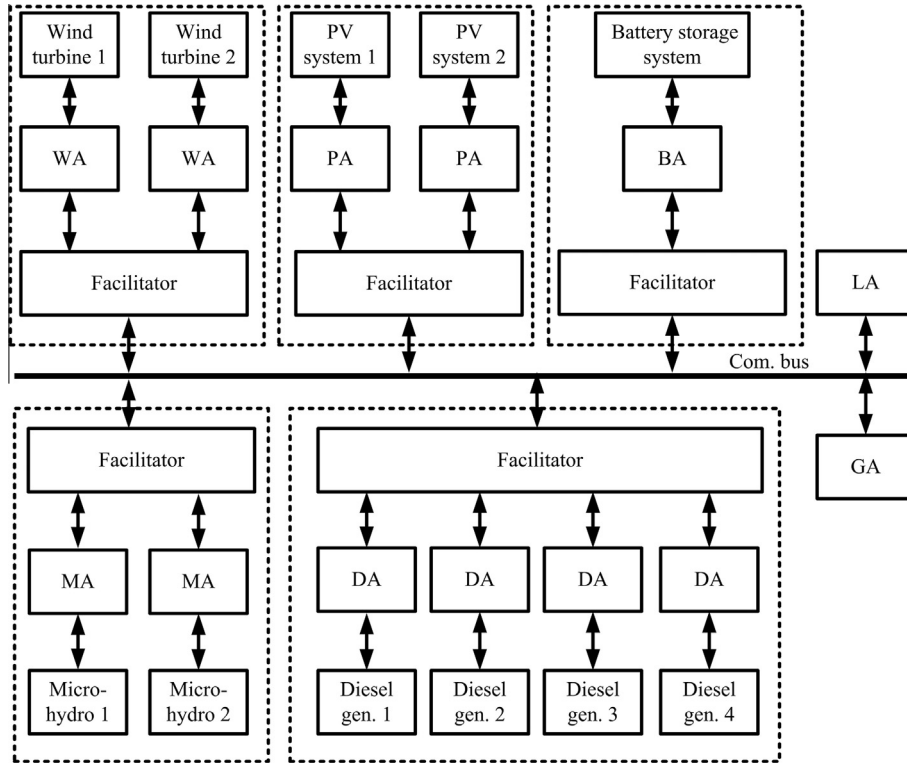 Wind
turbine 1
Wind
turbine 2
PV
system 1
PV
system 2
Battery storage
system
WA
WA
PA
PA
BA
Facilitator
Facilitator
Facilitator
LA
Com. bus
Facilitator
Facilitator
GA
MA
MA
DA
DA
DA
DA
Micro-
hydro 1
Micro-
hydro 2
Diesel
gen. 1
Diesel
gen. 2
Diesel
gen. 3
Diesel
gen. 4